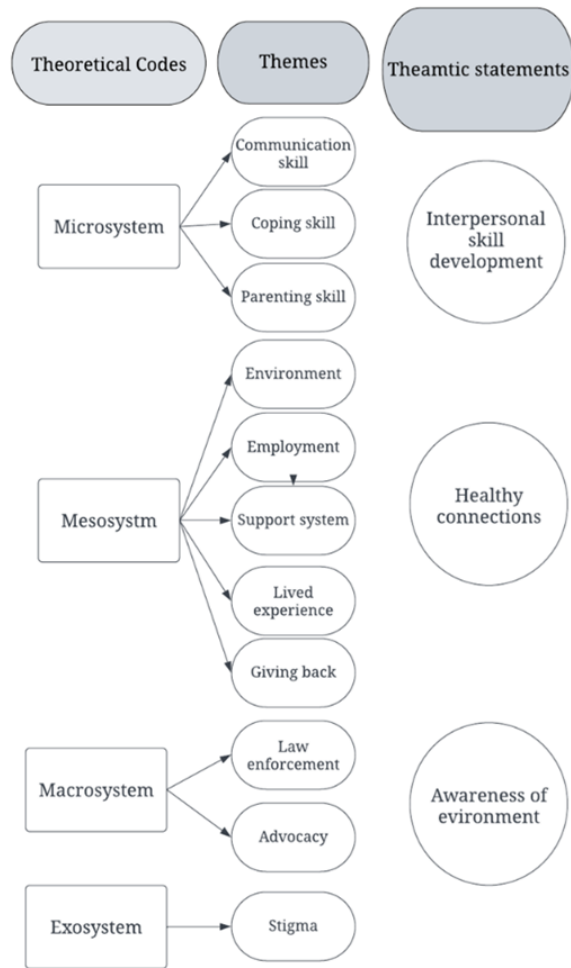 Theoretical Codes
Themes
Theamtic statements
Microsystem
Communication
skill
Coping skill
Parenting skill
Interpersonal
skill
development
Mesosystm
Environment
Employment
Support system
Lived
experience
Giving back
Healthy
connections
Macrosystem
Law
enforcement
Advocacy
Awareness of
evironment
Exosystem
Stigma